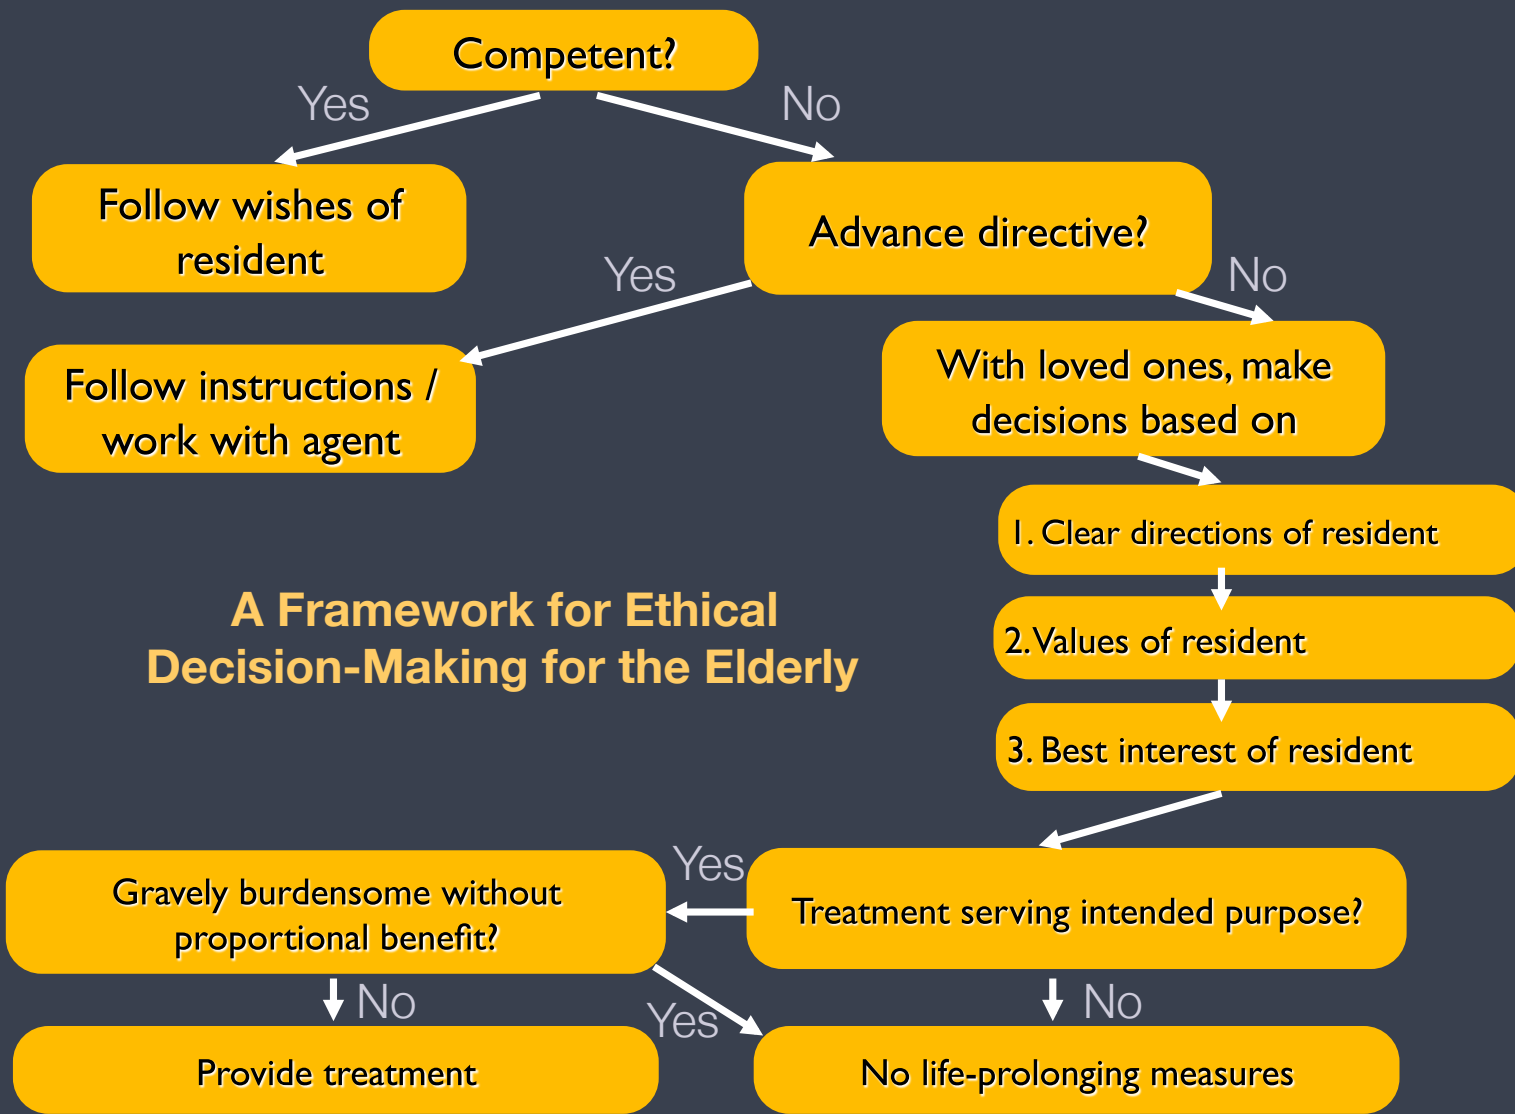 Competent?
Yes
No
Follow wishes of
resident
Advance directive?
Yes
No
Follow instructions /
work with agent
With loved ones, make
decisions based on
1. Clear directions of resident
A Framework for Ethical
Decision-Making for the Elderly
2. Values of resident
3. Best interest of resident
Yes
Gravely burdensome without
proportional benefit?
Treatment serving intended purpose?
No
Yes
No
Provide treatment
No life-prolonging measures